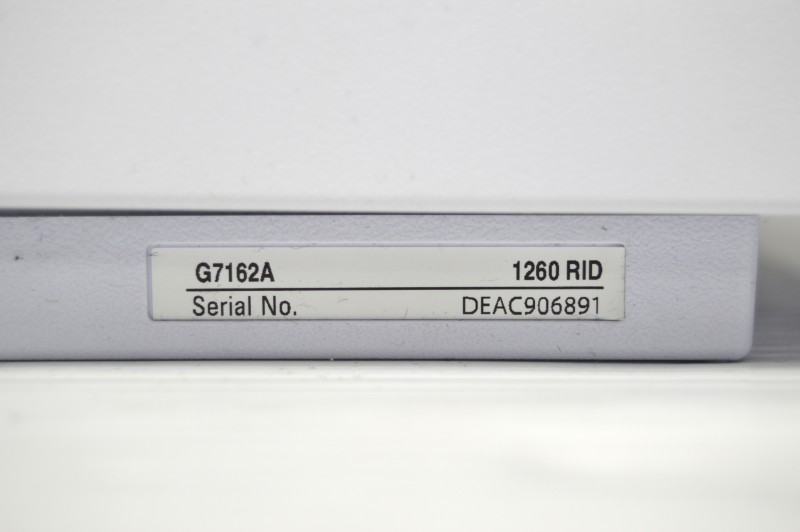 G7162A 1260 RID
Serial No. DEAC906891